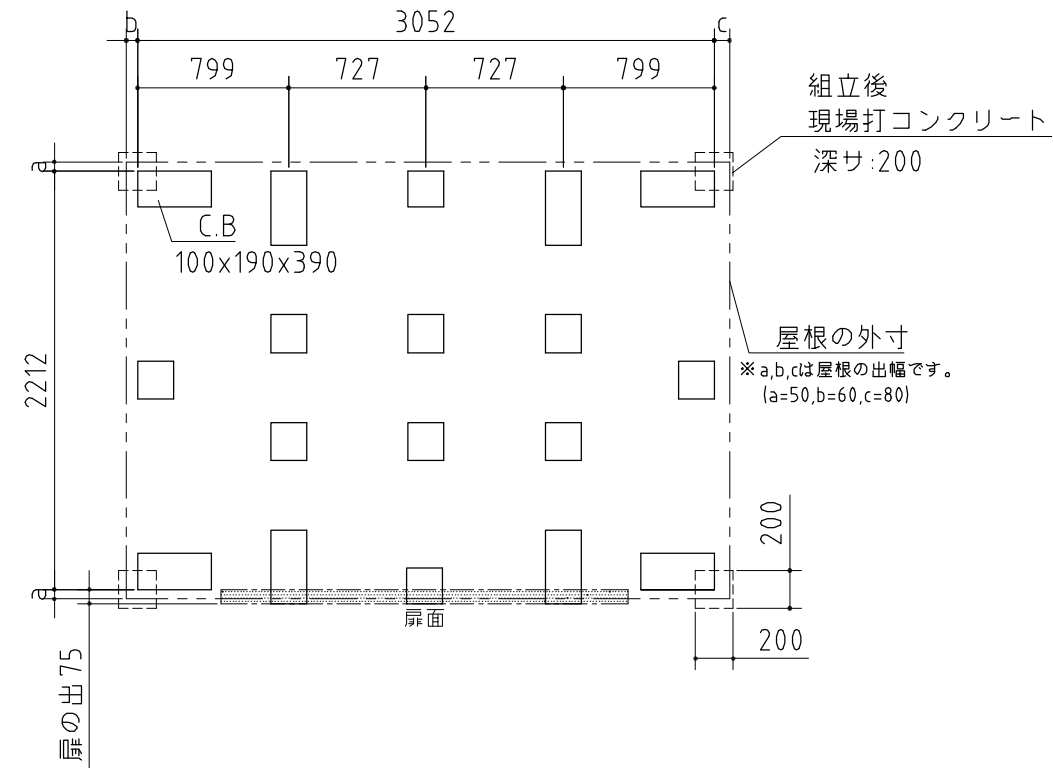 b
3052
c
799
727
727
799
組立後
現場打コンクリート
深サ:200
a
C.B
100x190x390
2212
屋根の外寸
※a,b,cは屋根の出幅です。
(a=50,b=60,c=80)
200
a
扉面
200
扉の出 75